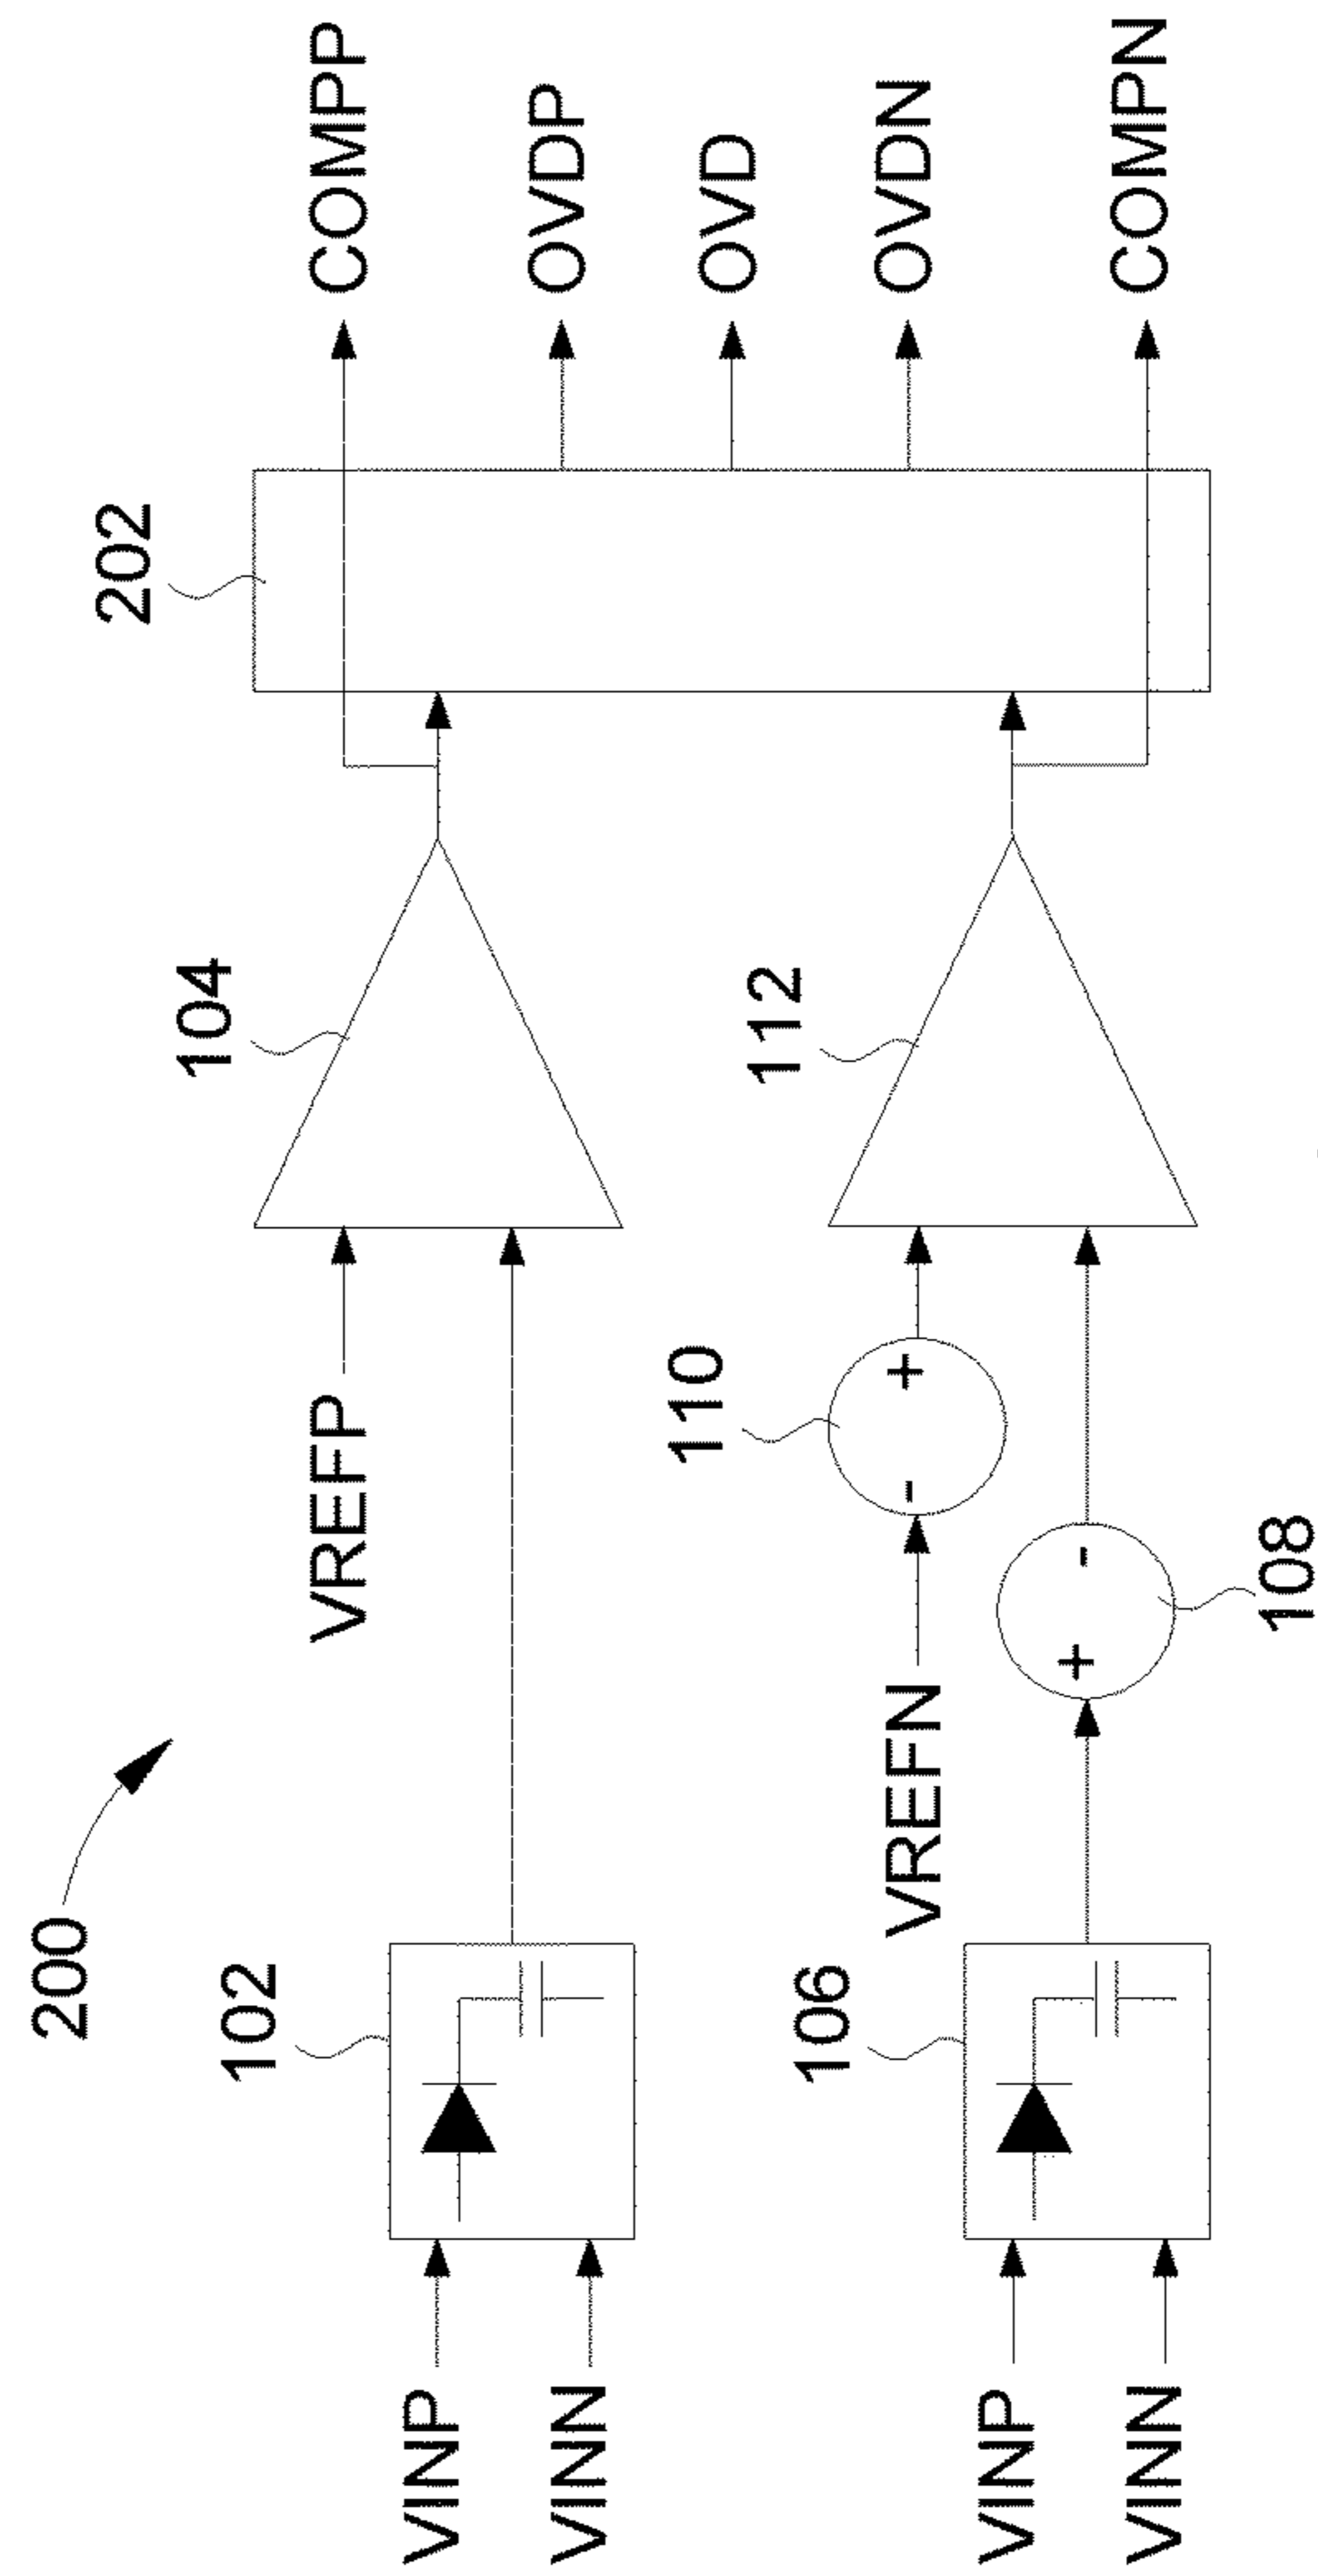 200
202
COMPP
OVDP
OVD
OVDN
COMPN
104
VREFP
102
VINP
VINN
112
110
+
-
VREFN
+
-
108
106
VINP
VINN